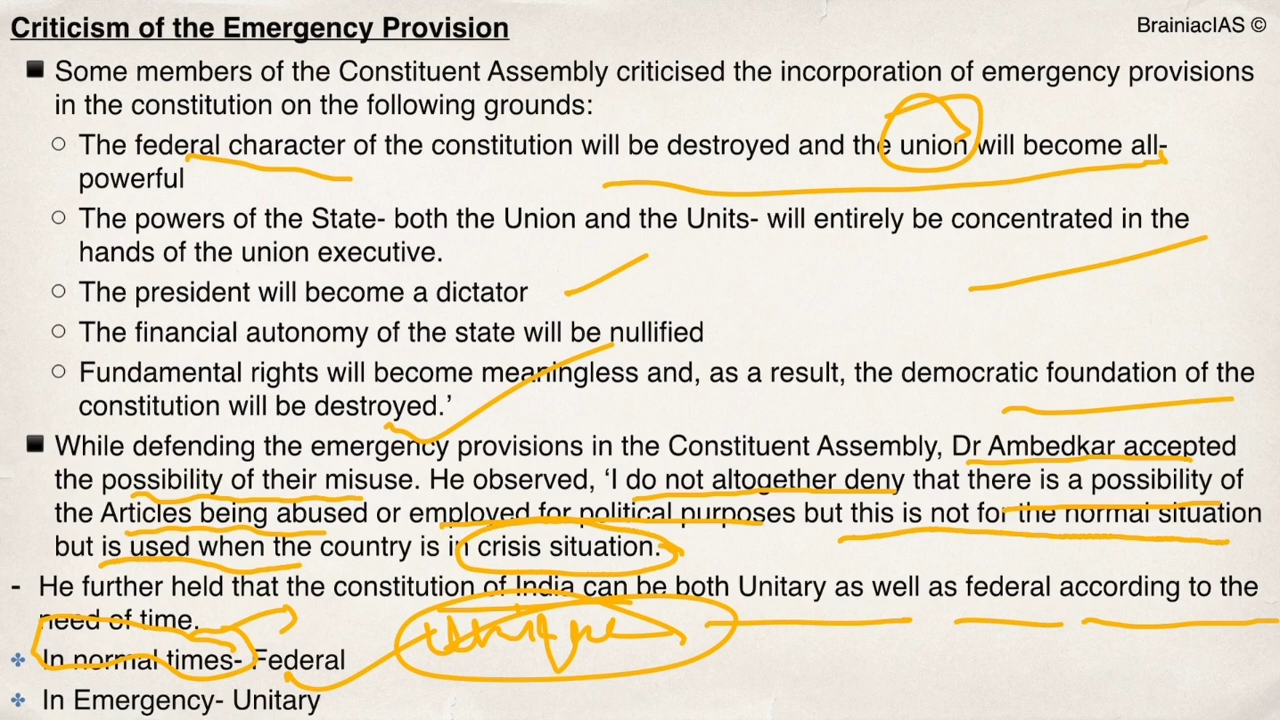 Criticism of the Emergency Provision
BrainiacIAS ©
Some members of the Constituent Assembly criticised the incorporation of emergency provisions
in the constitution on the following grounds:
The federal character of the constitution will be destroyed and the union will become all-
powerful
The powers of the State- both the Union and the Units- will entirely be concentrated in the
hands of the union executive.
The president will become a dictator
The financial autonomy of the state will be nullified
Fundamental rights will become meaningless and, as a result, the democratic foundation of the
constitution will be destroyed.’
While defending the emergency provisions in the Constituent Assembly, Dr Ambedkar accepted
the possibility of their misuse. He observed, ‘I do not altogether deny that there is a possibility of
the Articles being abused or employed for political purposes but this is not for the normal situation
but is used when the country is in crisis situation.
- He further held that the constitution of India can be both Unitary as well as federal according to the
need of time.
Unique
In normal times- Federal
In Emergency- Unitary